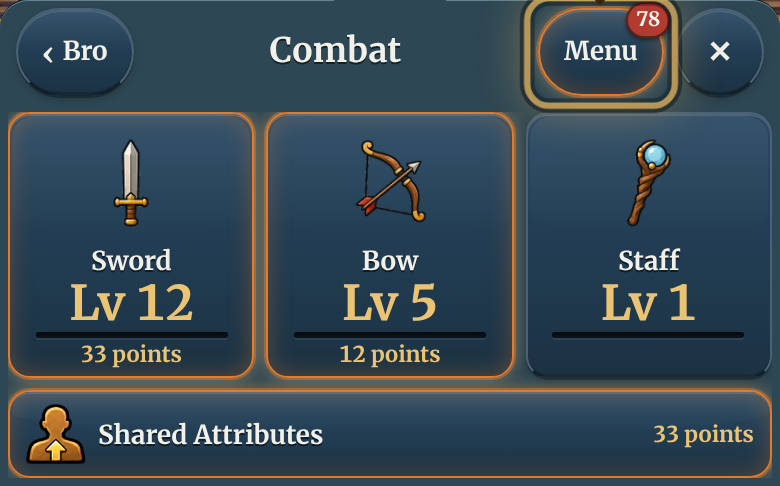 ‹ Bro
Combat
Menu
78
×
Sword
Lv 12
33 points
Bow
Lv 5
12 points
Staff
Lv 1
Shared Attributes
33 points